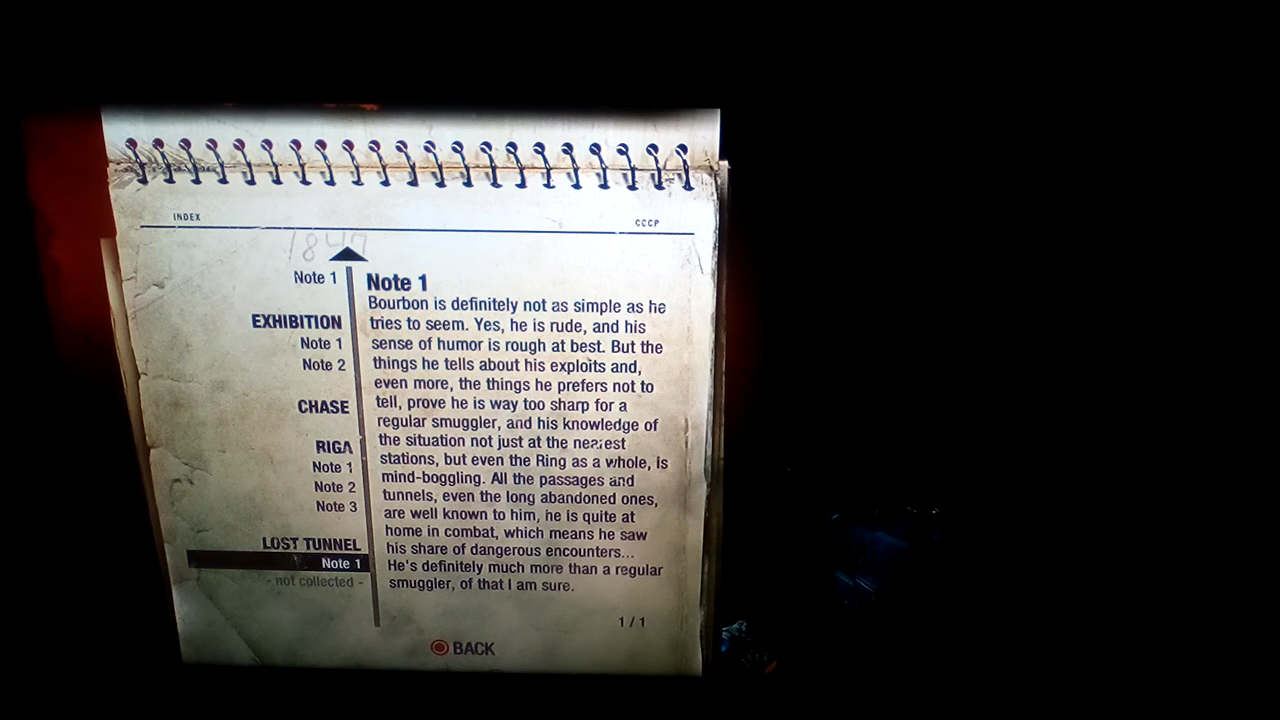 INDEX
CCCP
1847
Note 1
EXHIBITION
Note 1
Note 2
CHASE
RIGA
Note 1
Note 2
Note 3
LOST TUNNEL
Note 1
- not collected -
Note 1
Bourbon is definitely not as simple as he
tries to seem. Yes, he is rude, and his
sense of humor is rough at best. But the
things he tells about his exploits and,
even more, the things he prefers not to
tell, prove he is way too sharp for a
regular smuggler, and his knowledge of
the situation not just at the nearest
stations, but even the Ring as a whole, is
mind-boggling. All the passages and
tunnels, even the long abandoned ones,
are well known to him, he is quite at
home in combat, which means he saw
his share of dangerous encounters...
He's definitely much more than a regular
smuggler, of that I am sure.
1 / 1
BACK